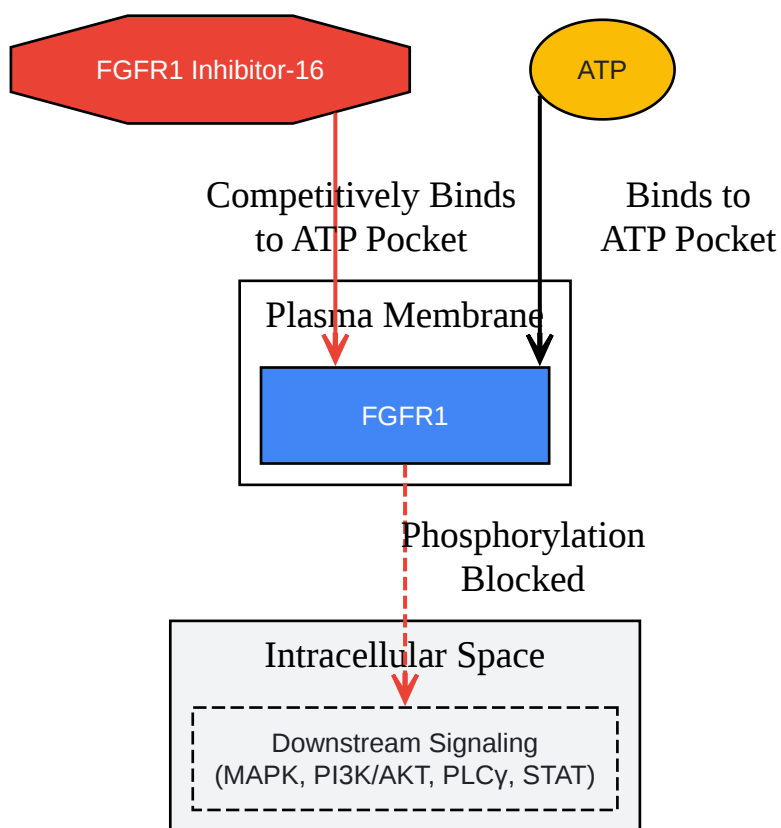 FGFR1 Inhibitor-16
ATP
Competitively Binds
to ATP Pocket
Binds to
ATP Pocket
Plasma Membrane
FGFR1
Phosphorylation
Blocked
Intracellular Space
Downstream Signaling
(MAPK, PI3K/AKT, PLCγ, STAT)